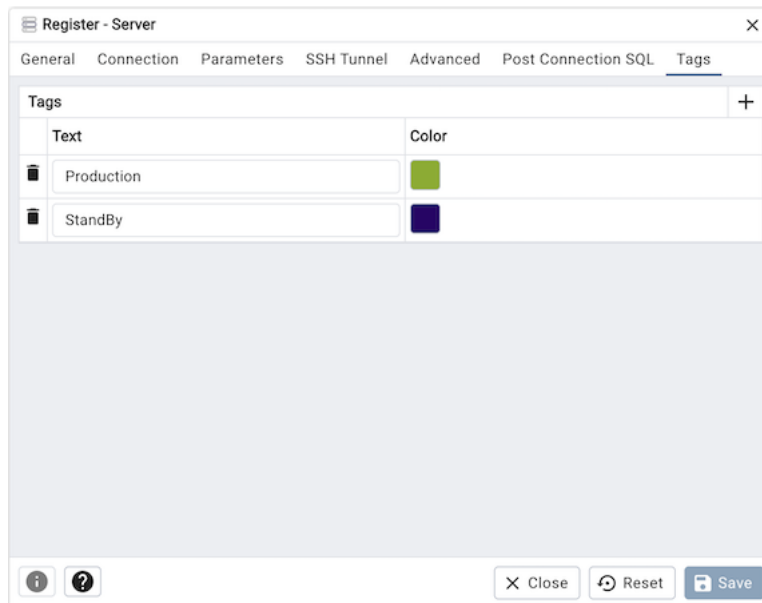 Register - Server
General Connection Parameters SSH Tunnel Advanced Post Connection SQL Tags
Tags
Text Color
Production
StandBy
Close Reset Save